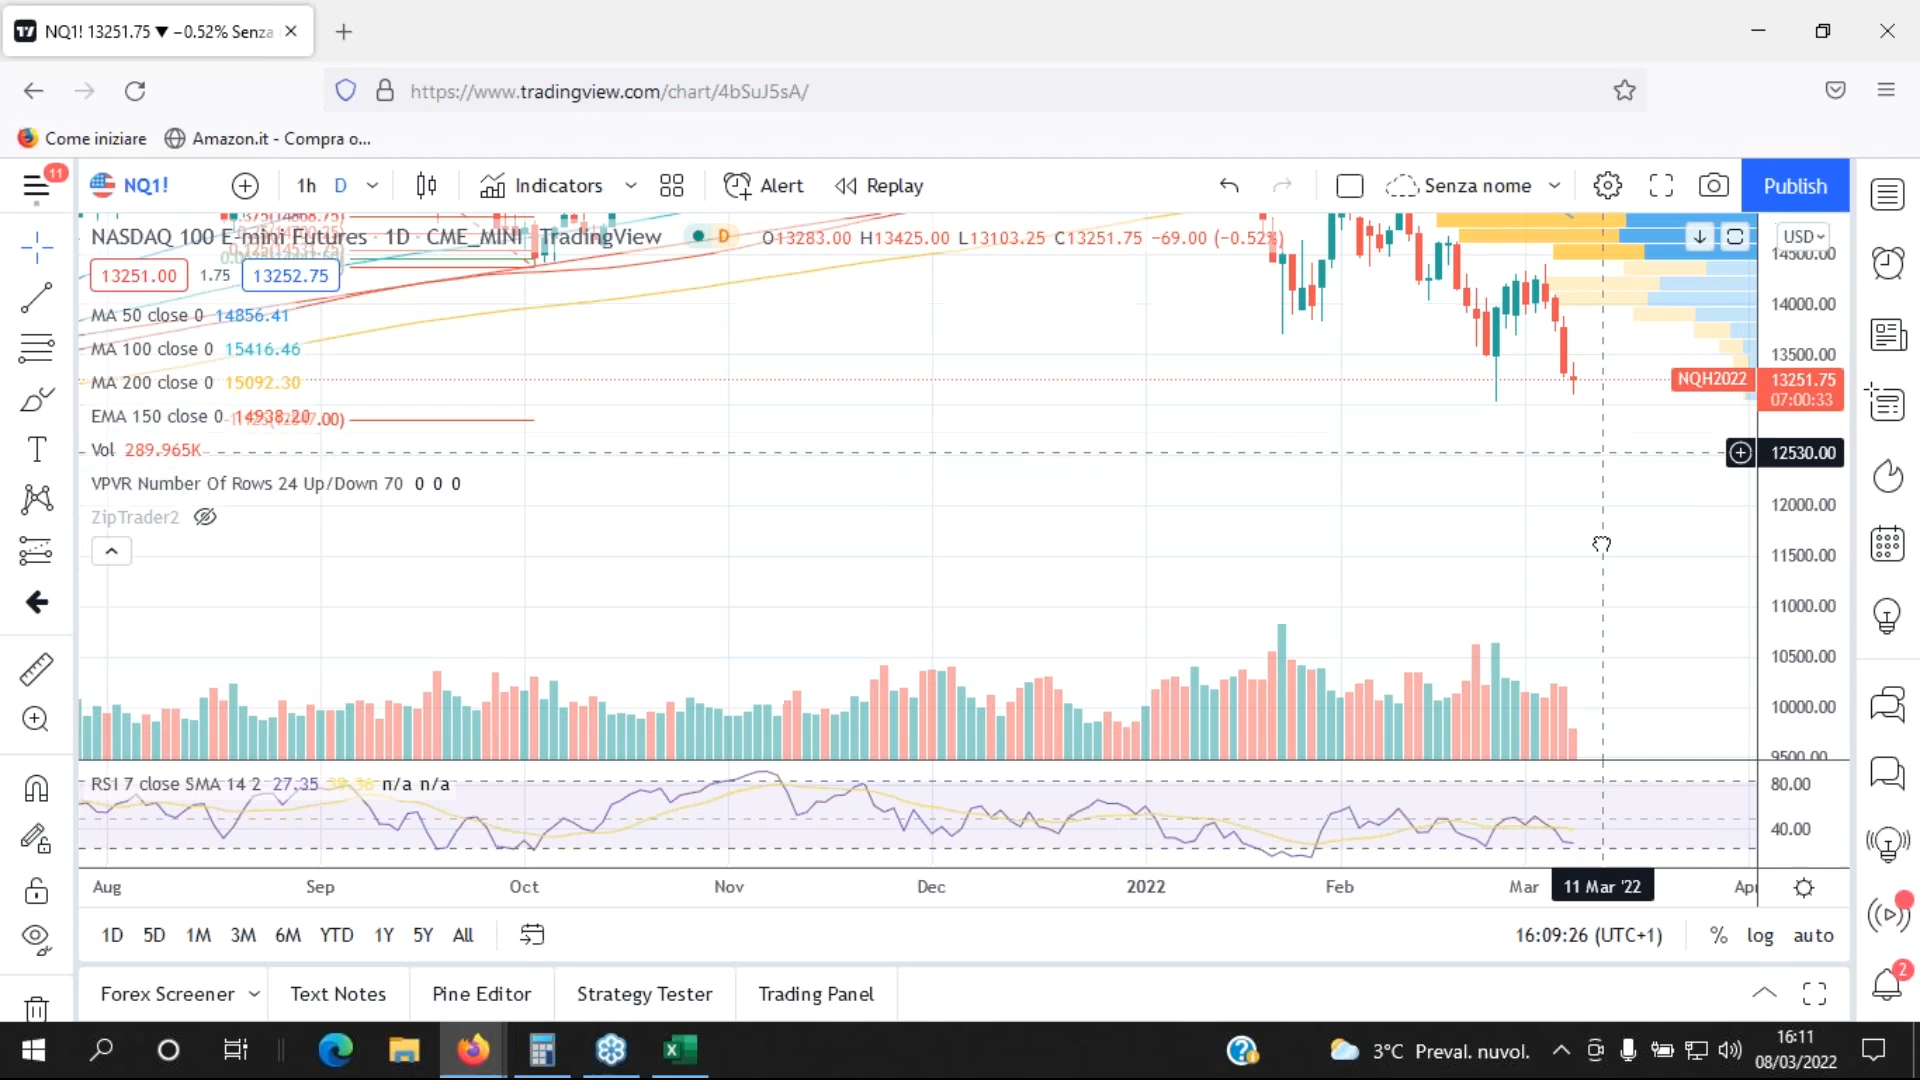 NQ1! 13251.75 ▼ −0.52% Senza
https://www.tradingview.com/chart/4bSuJ5sA/
Come iniziare Amazon.it - Compra o...
11 NQ1! 1h D Indicators Alert Replay Senza nome Publish
NASDAQ 100 E-mini Futures · 1D · CME_MINI TradingView D O13283.00 H13425.00 L13103.25 C13251.75 −69.00 (−0.52%) USD
14500.00
13251.00 1.75 13252.75
14000.00
MA 50 close 0 14856.41
MA 100 close 0 15416.46
13500.00
MA 200 close 0 15092.30
NQH2022 13251.75
07:00:33
EMA 150 close 0 14938.20
Vol 289.965K
12530.00
VPVR Number Of Rows 24 Up/Down 70 0 0 0
12000.00
ZipTrader2
11500.00
11000.00
10500.00
10000.00
9500.00
RSI 7 close SMA 14 2 27.35 n/a n/a
80.00
40.00
Aug Sep Oct Nov Dec 2022 Feb Mar 11 Mar '22 Apr
1D 5D 1M 3M 6M YTD 1Y 5Y All 16:09:26 (UTC+1) % log auto
Forex Screener Text Notes Pine Editor Strategy Tester Trading Panel
2
3°C Preval. nuvol. 16:11
08/03/2022